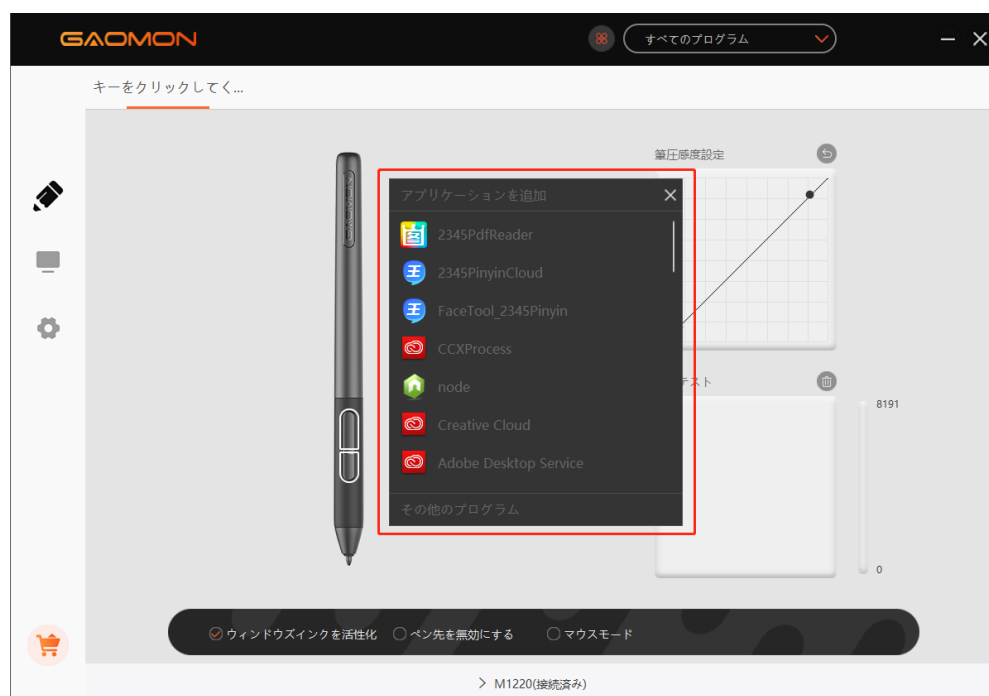 GAOMON
すべてのプログラム
キーをクリックしてく...
筆圧感度設定
GAOMON
アプリケーションを追加
2345PdfReader
2345PinyinCloud
FaceTool_2345Pinyin
CCXProcess
node
Creative Cloud
Adobe Desktop Service
その他のプログラム
テスト
8191
0
ウィンドウズインクを活性化
ペン先を無効にする
マウスモード
M1220(接続済み)